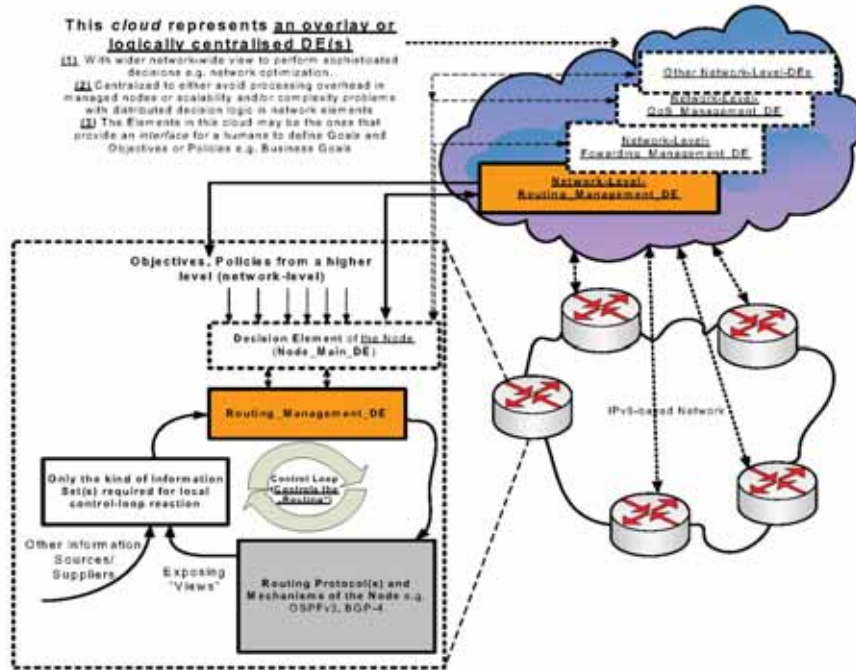 This cloud represents an overlay or
logically centralised DE(s)
(1) With wider network-wide view to perform sophisticated
decisions e.g. network optimization.
(2) Centralized to either avoid processing overhead in
managed nodes or scalability and/or complexity problems
with distributed decision logic in network elements
(3) The Elements in this cloud may be the ones that
provide an interface for a humans to define Goals and
Objectives or Policies e.g. Business Goals
Other Network-Level-DEs
Network-Level-
QoS_Management_DE
Network-Level-
Fowarding_Management_DE
Network-Level-
Routing_Management_DE
Objectives, Policies from a higher
level (network-level)
Decision Element of the Node
(Node_Main_DE)
Routing_Management_DE
Only the kind of Information
Set(s) required for local
control-loop reaction
Control Loop
"Controls the
Routing"
Other Information
Sources/
Suppliers
Exposing
"Views"
Routing Protocol(s) and
Mechanisms of the Node e.g.
OSPFv3, BGP-4
IPv6-based Network